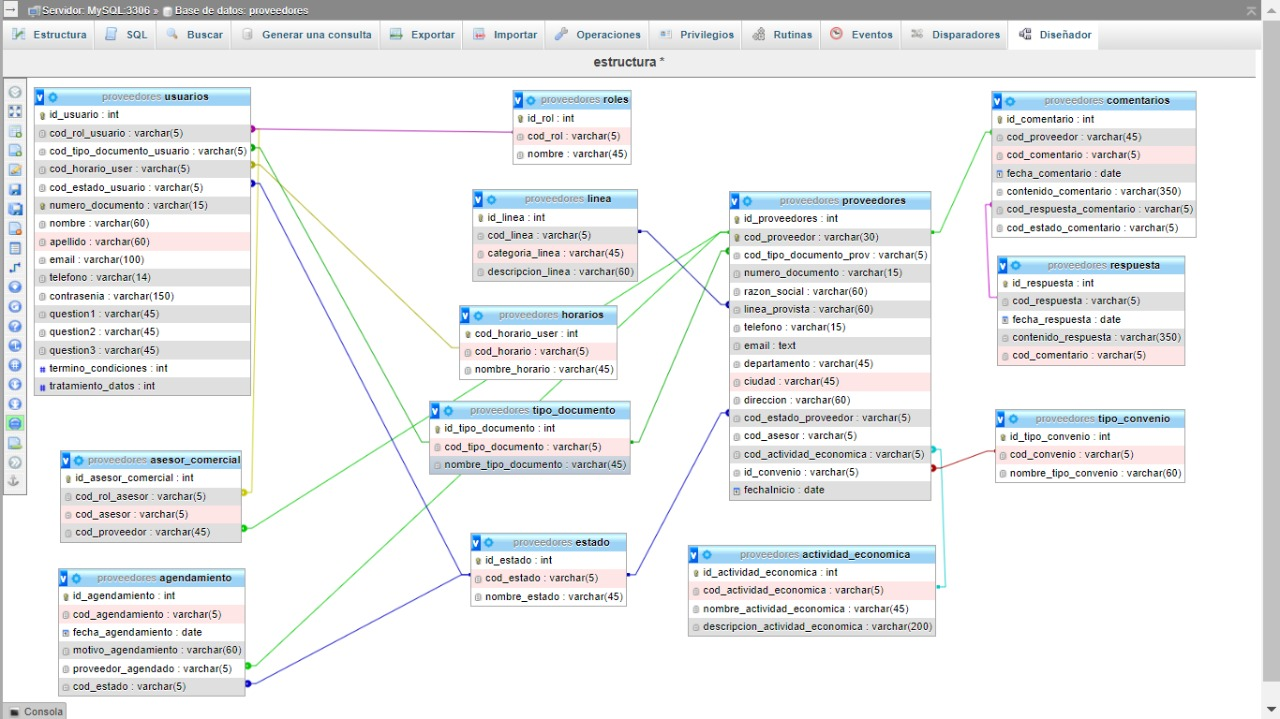 Servidor: MySQL:3306 » Base de datos: proveedores
Estructura SQL Buscar Generar una consulta Exportar Importar Operaciones Privilegios Rutinas Eventos Disparadores Diseñador
estructura *
proveedores usuarios
id_usuario : int
cod_rol_usuario : varchar(5)
cod_tipo_documento_usuario : varchar(5)
cod_horario_user : varchar(5)
cod_estado_usuario : varchar(5)
numero_documento : varchar(15)
nombre : varchar(60)
apellido : varchar(60)
email : varchar(100)
telefono : varchar(14)
contrasenia : varchar(150)
question1 : varchar(45)
question2 : varchar(45)
question3 : varchar(45)
termino_condiciones : int
tratamiento_datos : int
proveedores asesor_comercial
id_asesor_comercial : int
cod_rol_asesor : varchar(5)
cod_asesor : varchar(5)
cod_proveedor : varchar(45)
proveedores agendamiento
id_agendamiento : int
cod_agendamiento : varchar(5)
fecha_agendamiento : date
motivo_agendamiento : varchar(60)
proveedor_agendado : varchar(5)
cod_estado : varchar(5)
proveedores roles
id_rol : int
cod_rol : varchar(5)
nombre : varchar(45)
proveedores linea
id_linea : int
cod_linea : varchar(5)
categoria_linea : varchar(45)
descripcion_linea : varchar(60)
proveedores horarios
cod_horario_user : int
cod_horario : varchar(5)
nombre_horario : varchar(45)
proveedores tipo_documento
id_tipo_documento : int
cod_tipo_documento : varchar(5)
nombre_tipo_documento : varchar(45)
proveedores estado
id_estado : int
cod_estado : varchar(5)
nombre_estado : varchar(45)
proveedores proveedores
id_proveedores : int
cod_proveedor : varchar(30)
cod_tipo_documento_prov : varchar(5)
numero_documento : varchar(15)
razon_social : varchar(60)
linea_provista : varchar(60)
telefono : varchar(15)
email : text
departamento : varchar(45)
ciudad : varchar(45)
direccion : varchar(60)
cod_estado_proveedor : varchar(5)
cod_asesor : varchar(5)
cod_actividad_economica : varchar(5)
id_convenio : varchar(5)
fechaInicio : date
proveedores actividad_economica
id_actividad_economica : int
cod_actividad_economica : varchar(5)
nombre_actividad_economica : varchar(45)
descripcion_actividad_economica : varchar(200)
proveedores comentarios
id_comentario : int
cod_proveedor : varchar(45)
cod_comentario : varchar(5)
fecha_comentario : date
contenido_comentario : varchar(350)
cod_respuesta_comentario : varchar(5)
cod_estado_comentario : varchar(5)
proveedores respuesta
id_respuesta : int
cod_respuesta : varchar(5)
fecha_respuesta : date
contenido_respuesta : varchar(350)
cod_comentario : varchar(5)
proveedores tipo_convenio
id_tipo_convenio : int
cod_convenio : varchar(5)
nombre_tipo_convenio : varchar(60)
Consola